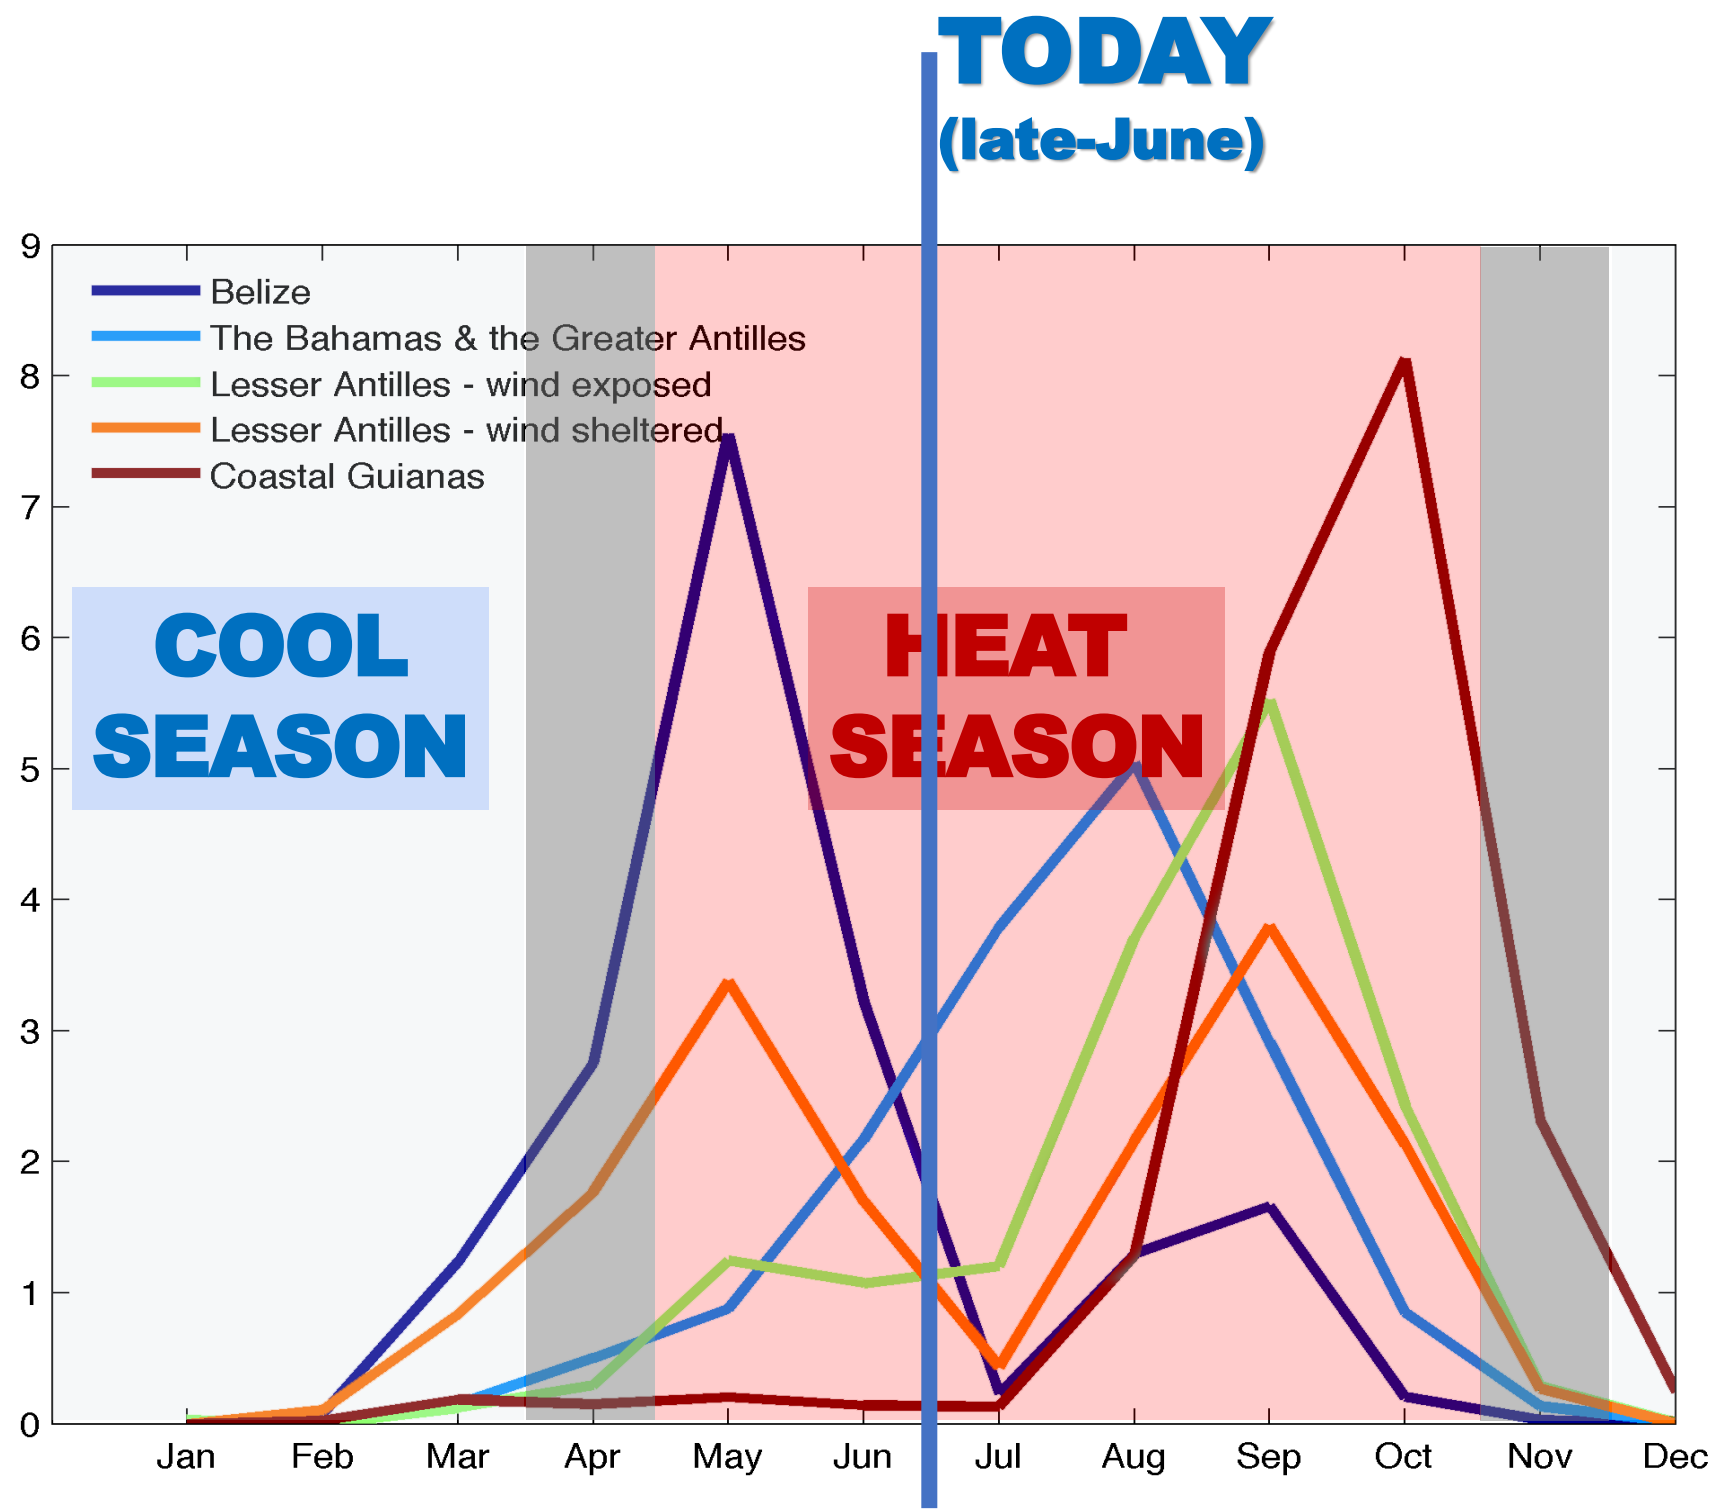 TODAY
(late-June)
9
8
7
6
5
4
3
2
1
0
Belize
The Bahamas & the Greater Antilles
Lesser Antilles - wind exposed
Lesser Antilles - wind sheltered
Coastal Guianas
COOL
SEASON
HEAT
SEASON
Jan Feb Mar Apr May Jun Jul Aug Sep Oct Nov Dec